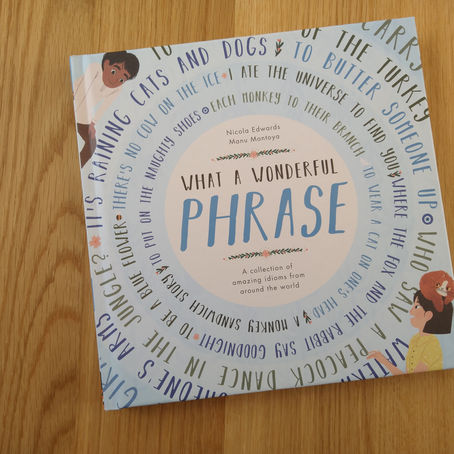 TO
OF THE TURKEY
CARRY
IT'S RAINING CATS AND DOGS
TO BUTTER SOMEONE UP
WHO SAW A PEACOCK DANCE IN THE JUNGLE?
THERE'S NO COW ON THE ICE
I ATE THE UNIVERSE TO FIND YOU
WHERE THE FOX AND THE RABBIT SAY GOODNIGHT
TO BE A BLUE FLOWER
TO PUT ON THE NAUGHTY SHOES
EACH MONKEY TO THEIR BRANCH
TO WEAR A CAT ON ONE'S HEAD
A MONKEY SANDWICH STORY
Nicola Edwards
Manu Montoya
WHAT A WONDERFUL
PHRASE
A collection of
amazing idioms from
around the world
ARMS